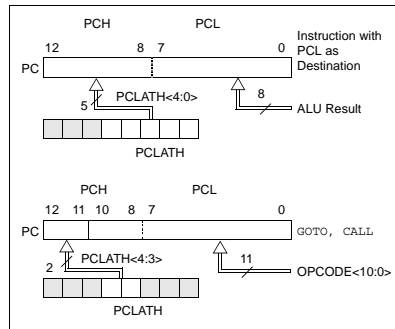 PCH PCL
12 8 7 0
Instruction with
PCL as
Destination
PC
5 PCLATH<4:0>
8
ALU Result
PCLATH
PCH PCL
12 11 10 8 7 0
PC
GOTO, CALL
2 PCLATH<4:3>
11
OPCODE<10:0>
PCLATH